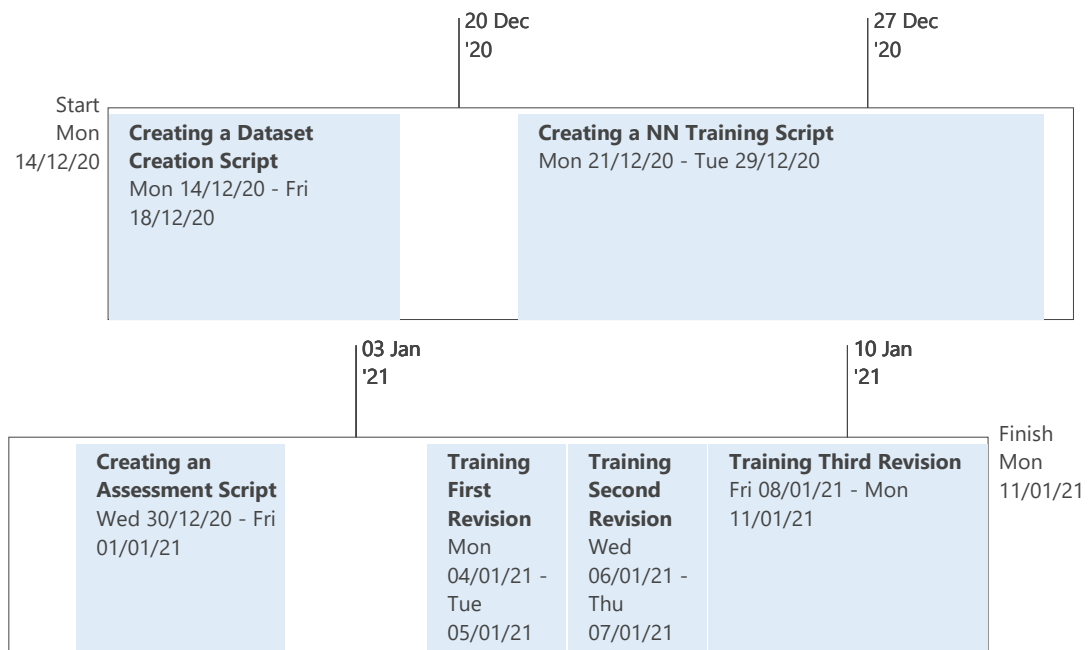 20 Dec
'20
27 Dec
'20
Start
Mon
14/12/20
Creating a Dataset
Creation Script
Mon 14/12/20 - Fri
18/12/20
Creating a NN Training Script
Mon 21/12/20 - Tue 29/12/20
03 Jan
'21
10 Jan
'21
Creating an
Assessment Script
Wed 30/12/20 - Fri
01/01/21
Training
First
Revision
Mon
04/01/21 -
Tue
05/01/21
Training
Second
Revision
Wed
06/01/21 -
Thu
07/01/21
Training Third Revision
Fri 08/01/21 - Mon
11/01/21
Finish
Mon
11/01/21